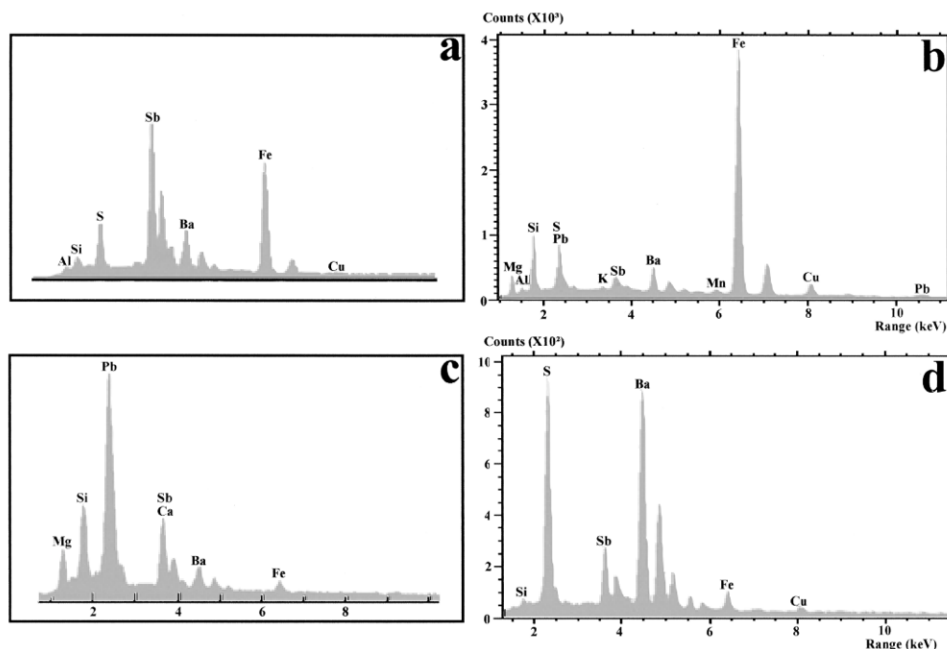 a
Sb
Fe
S
Ba
Si
Al
Cu
Counts (X10³)
b
4
Fe
3
2
1
Si
S
Pb
Mg
Al
K
Sb
Ba
Mn
Cu
Pb
0
2 4 6 8 10
Range (keV)
c
Pb
Si
Sb
Ca
Mg
Ba
Fe
2 4 6 8
Counts (X10²)
d
10
S
Ba
8
6
4
Sb
2
Si
Fe
Cu
0
2 4 6 8 10
Range (keV)